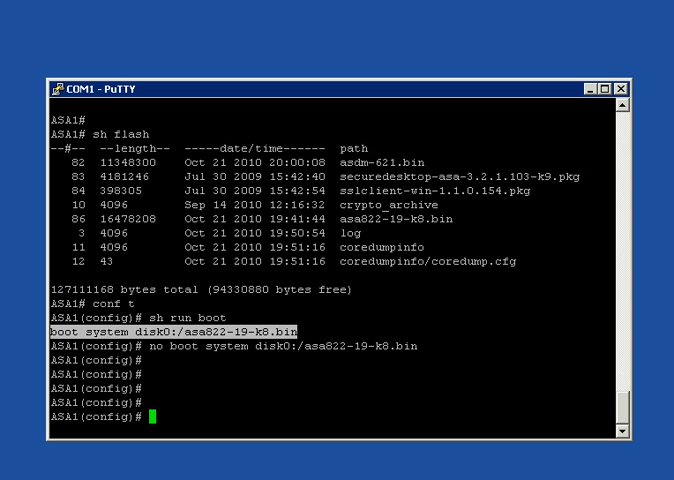 COM1 - PuTTY
ASA1#
ASA1# sh flash
--#-- --length-- -----date/time------ path
82 11348300 Oct 21 2010 20:00:08 asdm-621.bin
83 4181246 Jul 30 2009 15:42:40 securedesktop-asa-3.2.1.103-k9.pkg
84 398305 Jul 30 2009 15:42:54 sslclient-win-1.1.0.154.pkg
10 4096 Sep 14 2010 12:16:32 crypto_archive
86 16478208 Oct 21 2010 19:41:44 asa822-19-k8.bin
3 4096 Oct 21 2010 19:50:54 log
11 4096 Oct 21 2010 19:51:16 coredumpinfo
12 43 Oct 21 2010 19:51:16 coredumpinfo/coredump.cfg
127111168 bytes total (94330880 bytes free)
ASA1# conf t
ASA1(config)# sh run boot
boot system disk0:/asa822-19-k8.bin
ASA1(config)# no boot system disk0:/asa822-19-k8.bin
ASA1(config)#
ASA1(config)#
ASA1(config)#
ASA1(config)#
ASA1(config)#